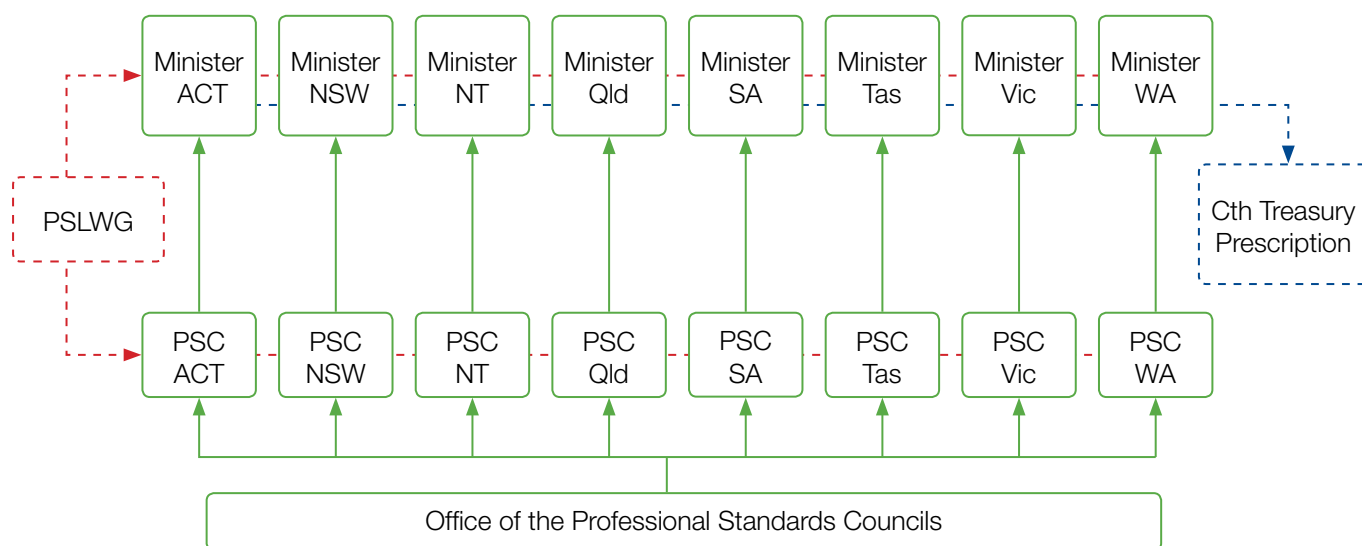 Minister
ACT
Minister
NSW
Minister
NT
Minister
Qld
Minister
SA
Minister
Tas
Minister
Vic
Minister
WA
PSLWG
Cth Treasury
Prescription
PSC
ACT
PSC
NSW
PSC
NT
PSC
Qld
PSC
SA
PSC
Tas
PSC
Vic
PSC
WA
Office of the Professional Standards Councils